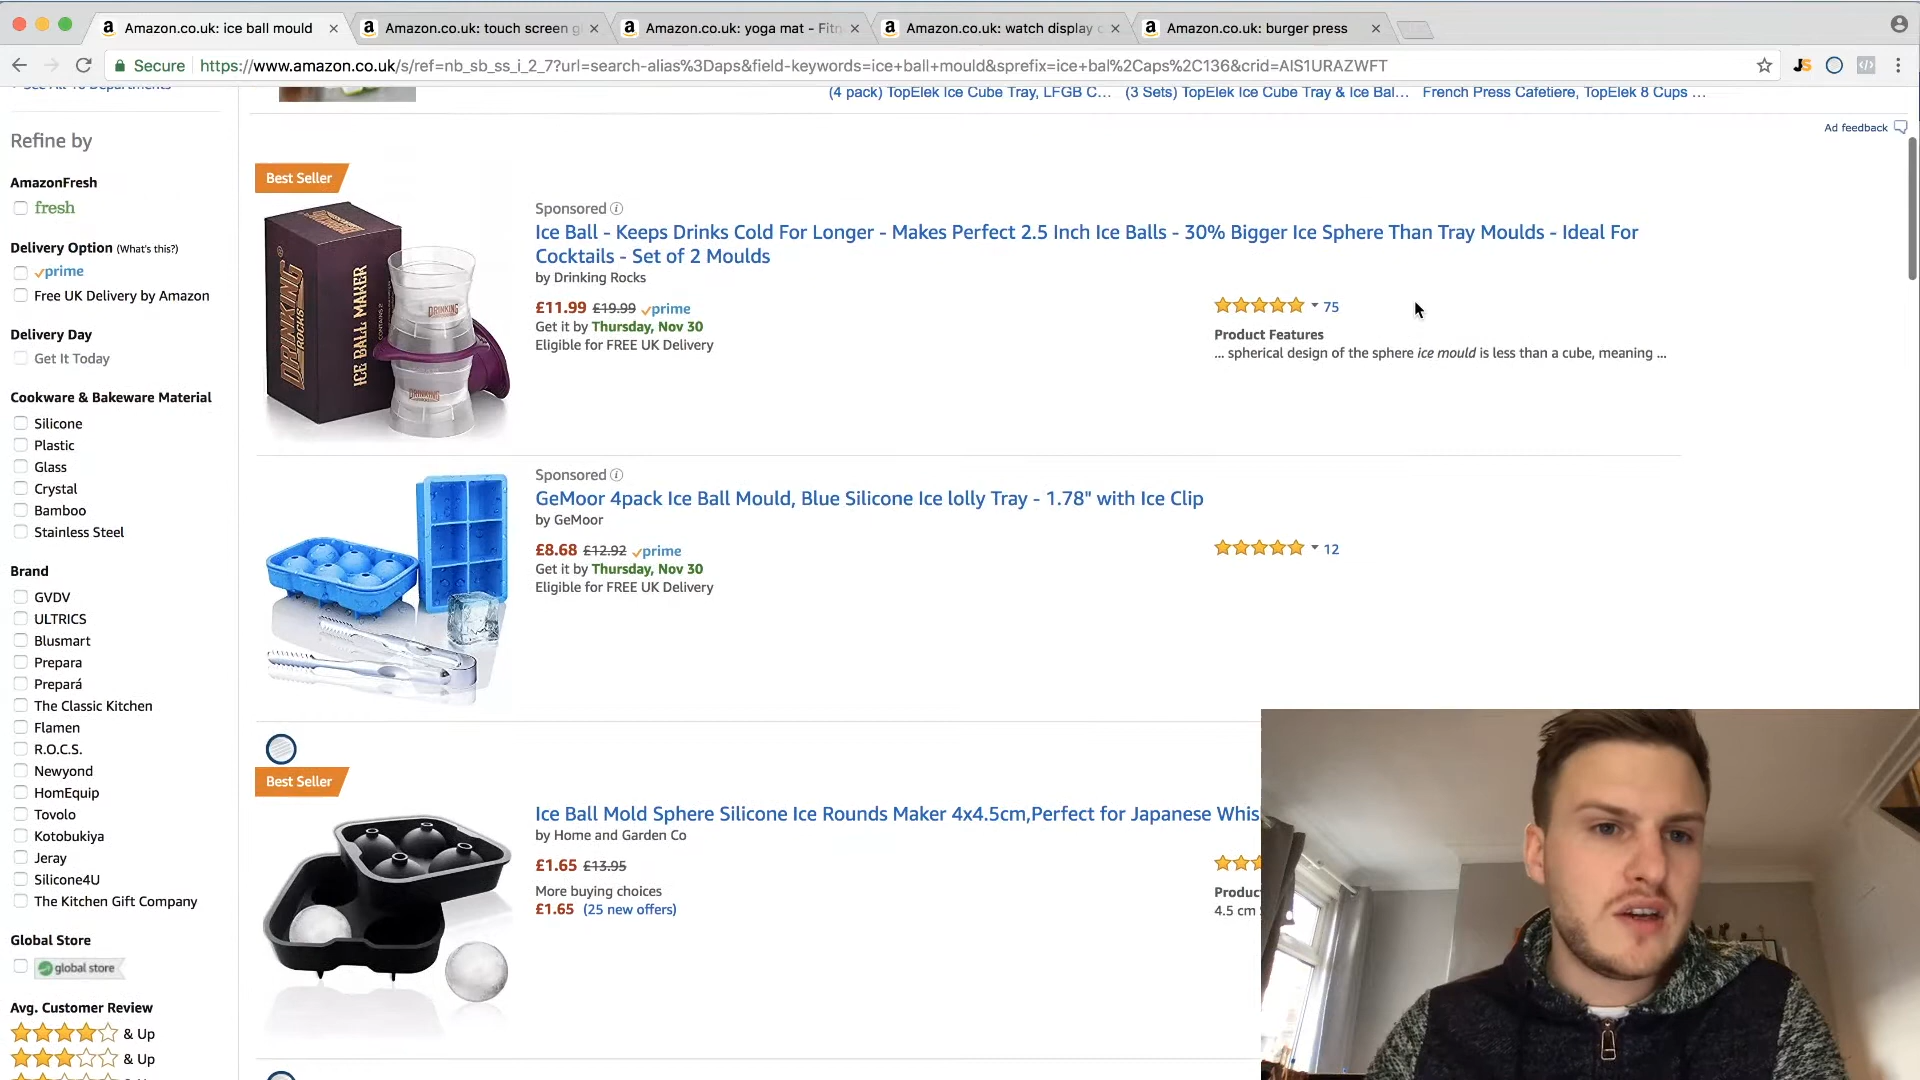 Amazon.co.uk: ice ball mould
Amazon.co.uk: touch screen g
Amazon.co.uk: yoga mat - Fitn
Amazon.co.uk: watch display c
Amazon.co.uk: burger press
Secure
https://www.amazon.co.uk/s/ref=nb_sb_ss_i_2_7?url=search-alias%3Daps&field-keywords=ice+ball+mould&sprefix=ice+bal%2Caps%2C136&crid=AIS1URAZWFT
JS
(4 pack) TopElek Ice Cube Tray, LFGB C...
(3 Sets) TopElek Ice Cube Tray & Ice Bal...
French Press Cafetiere, TopElek 8 Cups ...
Ad feedback
Refine by
AmazonFresh
fresh
Delivery Option (What's this?)
prime
Free UK Delivery by Amazon
Delivery Day
Get It Today
Cookware & Bakeware Material
Silicone
Plastic
Glass
Crystal
Bamboo
Stainless Steel
Brand
GVDV
ULTRICS
Blusmart
Prepara
Prepará
The Classic Kitchen
Flamen
R.O.C.S.
Newyond
HomEquip
Tovolo
Kotobukiya
Jeray
Silicone4U
The Kitchen Gift Company
Global Store
global store
Avg. Customer Review
& Up
& Up
Best Seller
DRINKING ROCKS
ICE BALL MAKER
DRINKING
Sponsored
Ice Ball - Keeps Drinks Cold For Longer - Makes Perfect 2.5 Inch Ice Balls - 30% Bigger Ice Sphere Than Tray Moulds - Ideal For
Cocktails - Set of 2 Moulds
by Drinking Rocks
£11.99 £19.99 prime
Get it by Thursday, Nov 30
Eligible for FREE UK Delivery
75
Product Features
... spherical design of the sphere ice mould is less than a cube, meaning ...
Sponsored
GeMoor 4pack Ice Ball Mould, Blue Silicone Ice lolly Tray - 1.78" with Ice Clip
by GeMoor
£8.68 £12.92 prime
Get it by Thursday, Nov 30
Eligible for FREE UK Delivery
12
Best Seller
Ice Ball Mold Sphere Silicone Ice Rounds Maker 4x4.5cm,Perfect for Japanese Whis
by Home and Garden Co
£1.65 £13.95
More buying choices
£1.65 (25 new offers)
Produc
4.5 cm